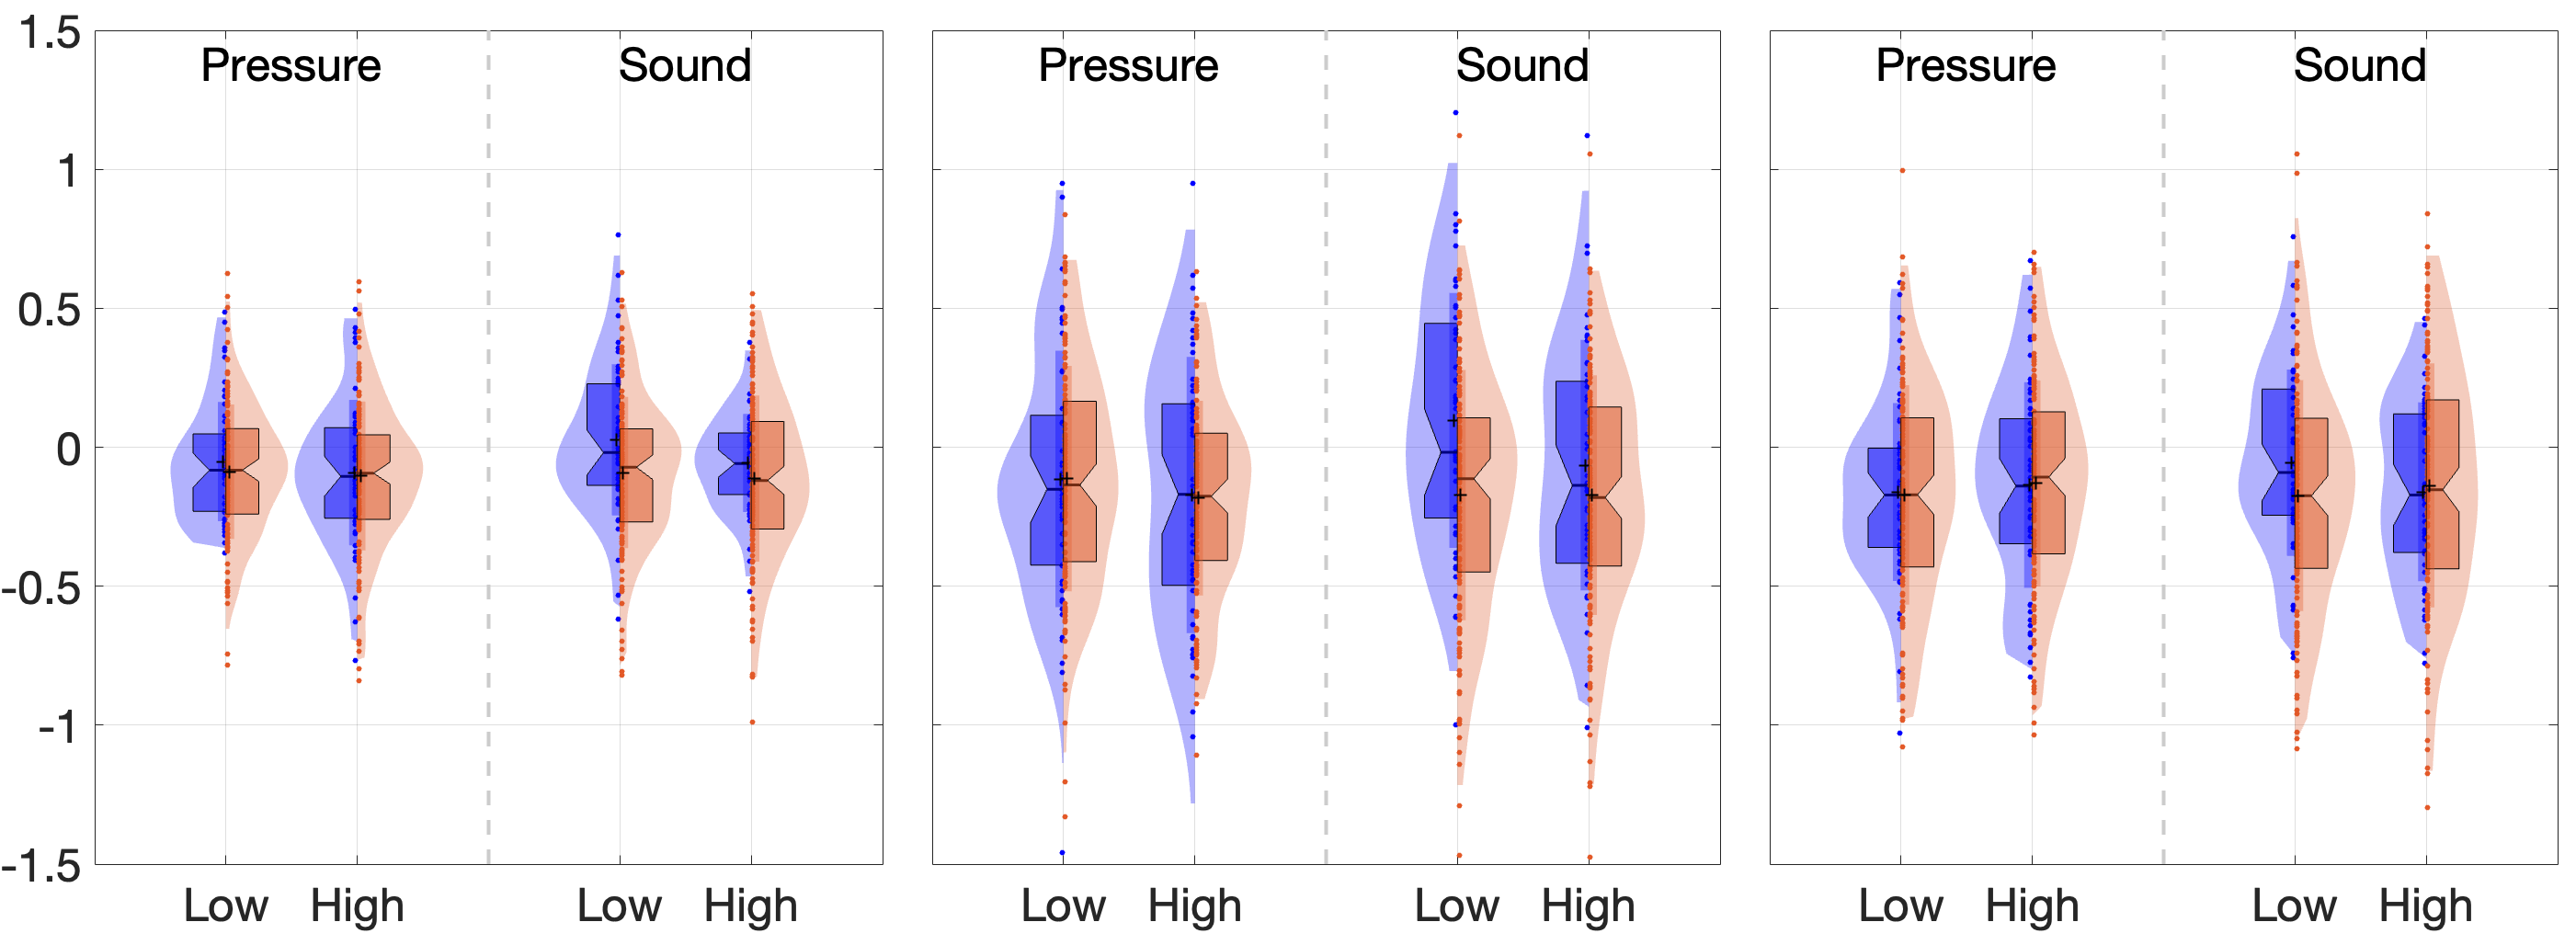 1.5
1
0.5
0
-0.5
-1
-1.5
Pressure Sound
Low High Low High
Pressure Sound
Low High Low High
Pressure Sound
Low High Low High